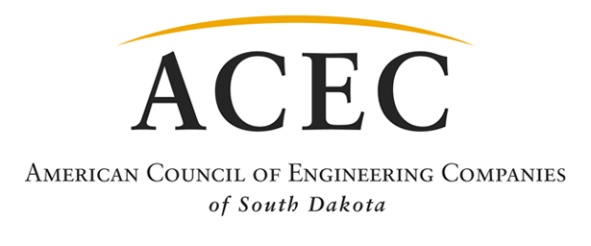 ACEC
American Council of Engineering Companies
of South Dakota